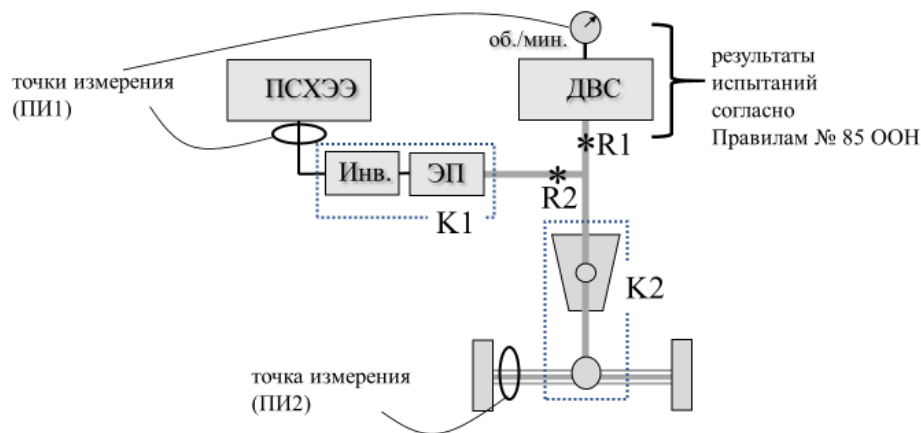 об./мин.
точки измерения
(ПИ1)
ПСХЭЭ
ДВС
результаты
испытаний
согласно
Правилам № 85 ООН
*R1
Инв.
ЭП
*
R2
K1
K2
точка измерения
(ПИ2)